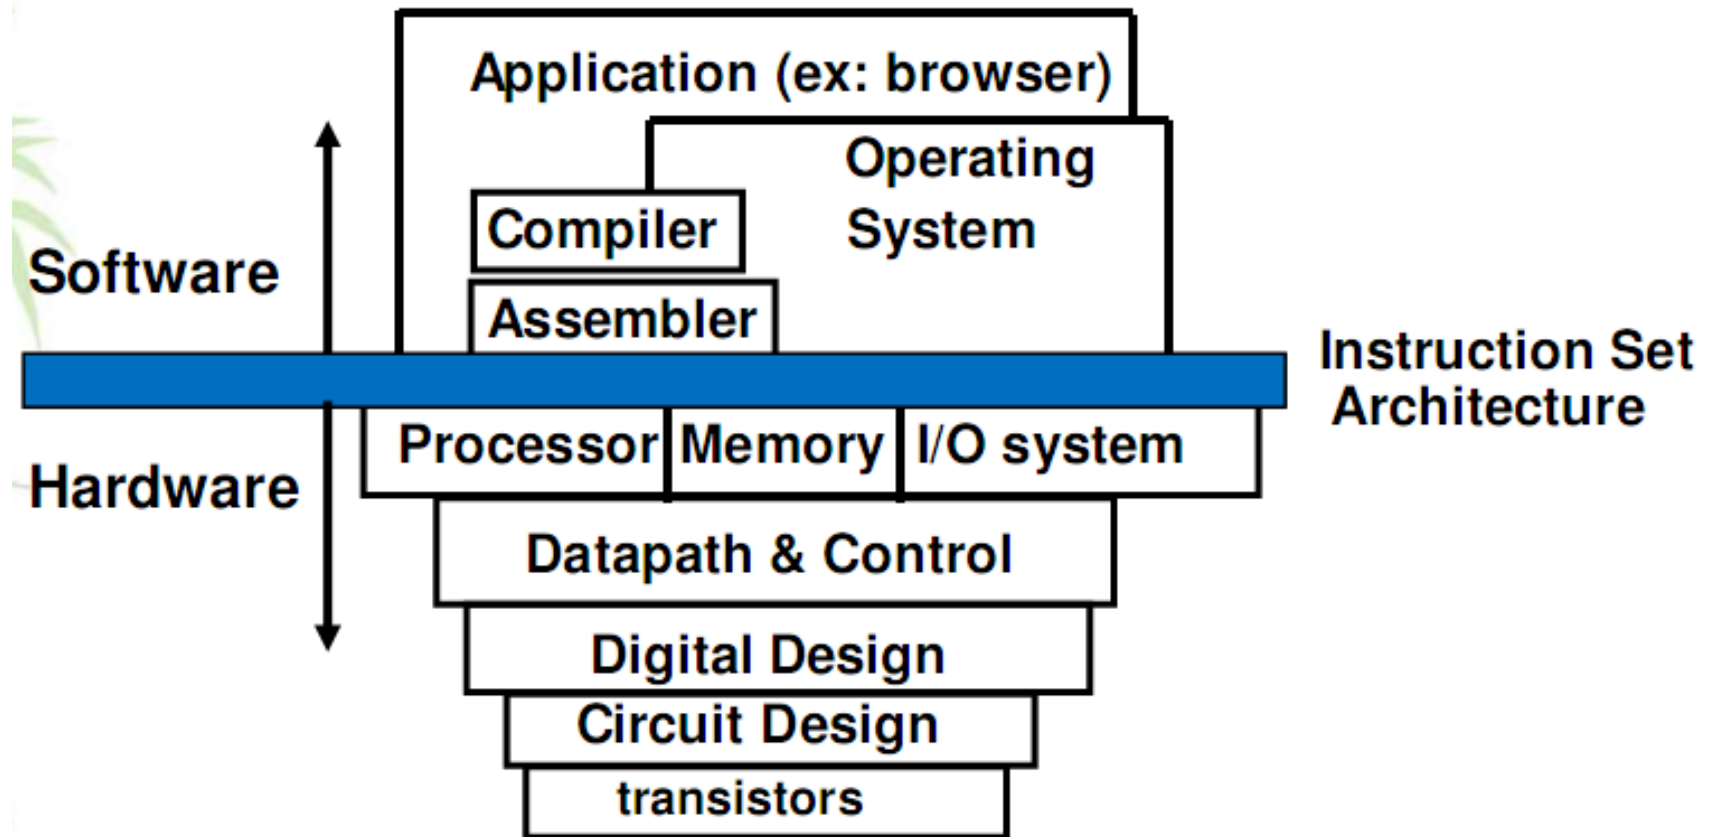 Application (ex: browser)
Operating
System
Compiler
Assembler
Software
Instruction Set
Architecture
Hardware
Processor
Memory
I/O system
Datapath & Control
Digital Design
Circuit Design
transistors